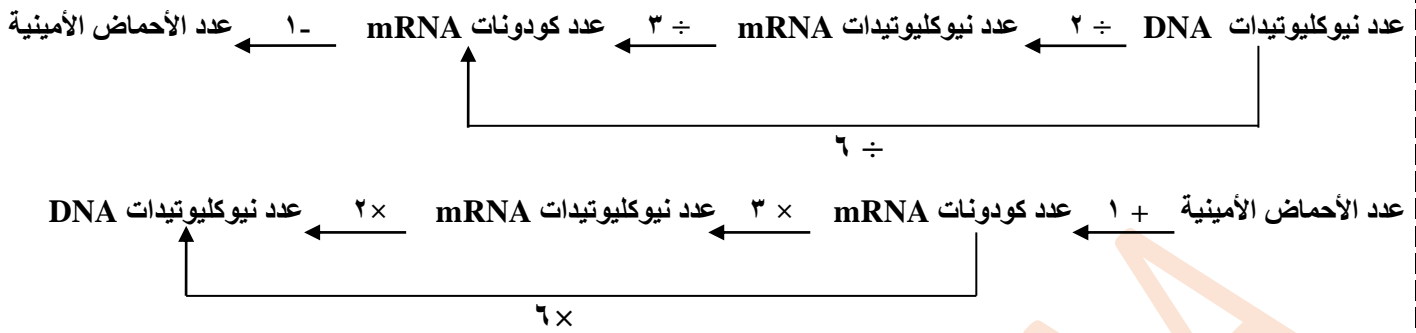 عدد نيوكليوتيدات DNA ÷ ٢ عدد نيوكليوتيدات mRNA ÷ ٣ عدد كودونات mRNA -١ عدد الأحماض الأمينية
÷ ٦
عدد الأحماض الأمينية + ١ عدد كودونات mRNA × ٣ عدد نيوكليوتيدات mRNA ×٢ عدد نيوكليوتيدات DNA
×٦